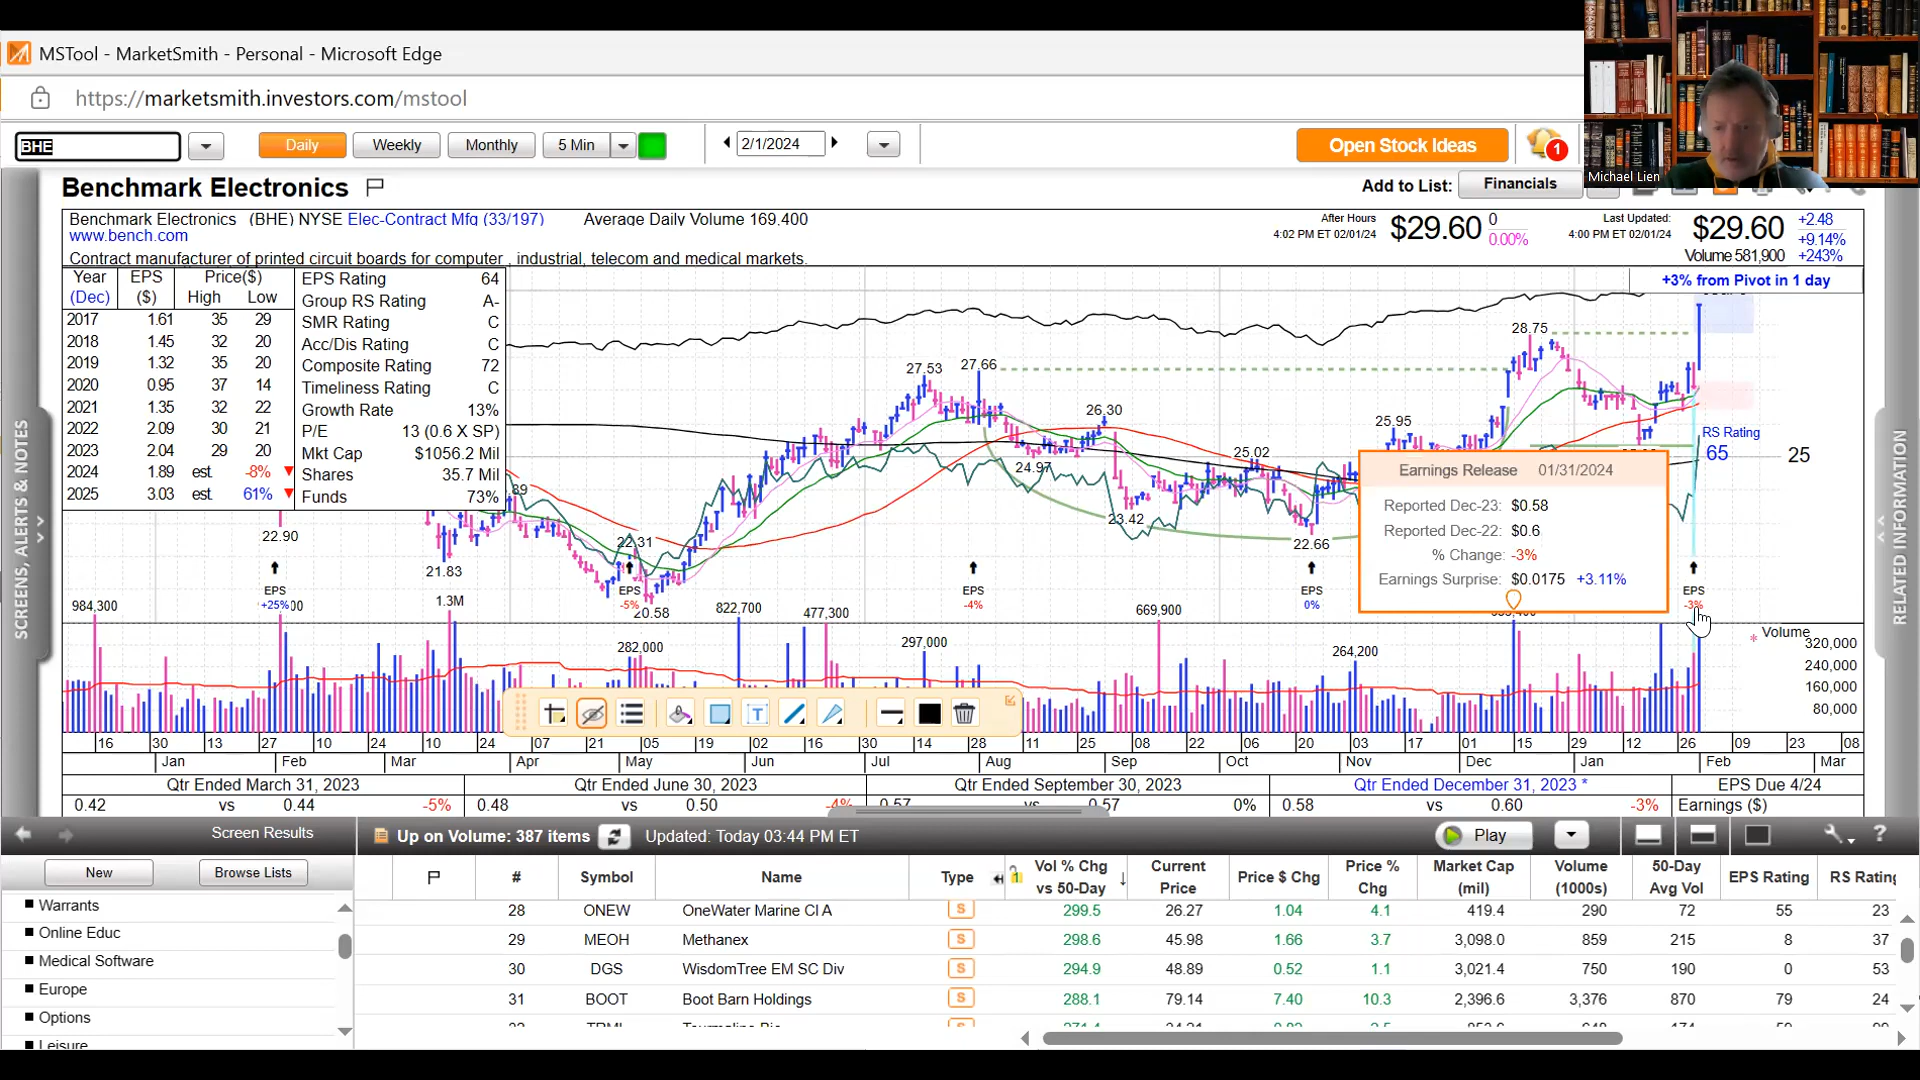 MSTool - MarketSmith - Personal - Microsoft Edge
https://marketsmith.investors.com/mstool
BHE Daily Weekly Monthly 5 Min 2/1/2024 Open Stock Ideas 1
Michael Lien
Benchmark Electronics Add to List: Financials
Benchmark Electronics (BHE) NYSE Elec-Contract Mfg (33/197) Average Daily Volume 169,400
www.bench.com
Contract manufacturer of printed circuit boards for computer , industrial, telecom and medical markets.
After Hours $29.60 0 Last Updated: $29.60 +2.48
4:02 PM ET 02/01/24 0.00% 4:00 PM ET 02/01/24 +9.14%
Volume 581,900 +243%
+3% from Pivot in 1 day
Year EPS Price($)
(Dec) ($) High Low
2017 1.61 35 29
2018 1.45 32 20
2019 1.32 35 20
2020 0.95 37 14
2021 1.35 32 22
2022 2.09 30 21
2023 2.04 29 20
2024 1.89 est. -8%
2025 3.03 est. 61%
EPS Rating 64
Group RS Rating A-
SMR Rating C
Acc/Dis Rating C
Composite Rating 72
Timeliness Rating C
Growth Rate 13%
P/E 13 (0.6 X SP)
Mkt Cap $1056.2 Mil
Shares 35.7 Mil
Funds 73%
28.75
27.53 27.66
26.30
25.95
25.02
24.97
23.42
22.66
22.31
22.90
21.83
20.58
RS Rating
65
25
Earnings Release 01/31/2024
Reported Dec-23: $0.58
Reported Dec-22: $0.6
% Change: -3%
Earnings Surprise: $0.0175 +3.11%
EPS EPS EPS EPS EPS
+25% -5% -4% 0% -3%
984,300 1.3M 822,700 477,300 669,900
282,000 297,000 264,200
Volume
320,000
240,000
160,000
80,000
16 30 13 27 10 24 10 24 07 21 05 19 02 16 30 14 28 11 25 08 22 06 20 03 17 01 15 29 12 26 09 23 08
Jan Feb Mar Apr May Jun Jul Aug Sep Oct Nov Dec Jan Feb Mar
Qtr Ended March 31, 2023 Qtr Ended June 30, 2023 Qtr Ended September 30, 2023 Qtr Ended December 31, 2023 * EPS Due 4/24
0.42 vs 0.44 -5% 0.48 vs 0.50 -4% 0.57 vs 0.57 0% 0.58 vs 0.60 -3% Earnings ($)
SCREENS, ALERTS & NOTES
RELATED INFORMATION
Screen Results Up on Volume: 387 items Updated: Today 03:44 PM ET Play ?
New Browse Lists
Warrants
Online Educ
Medical Software
Europe
Options
Leisure
# Symbol Name Type Vol % Chg vs 50-Day Current Price Price $ Chg Price % Chg Market Cap (mil) Volume (1000s) 50-Day Avg Vol EPS Rating RS Rating
28 ONEW OneWater Marine Cl A S 299.5 26.27 1.04 4.1 419.4 290 72 55 23
29 MEOH Methanex S 298.6 45.98 1.66 3.7 3,098.0 859 215 8 37
30 DGS WisdomTree EM SC Div S 294.9 48.89 0.52 1.1 3,021.4 750 190 0 53
31 BOOT Boot Barn Holdings S 288.1 79.14 7.40 10.3 2,396.6 3,376 870 79 24